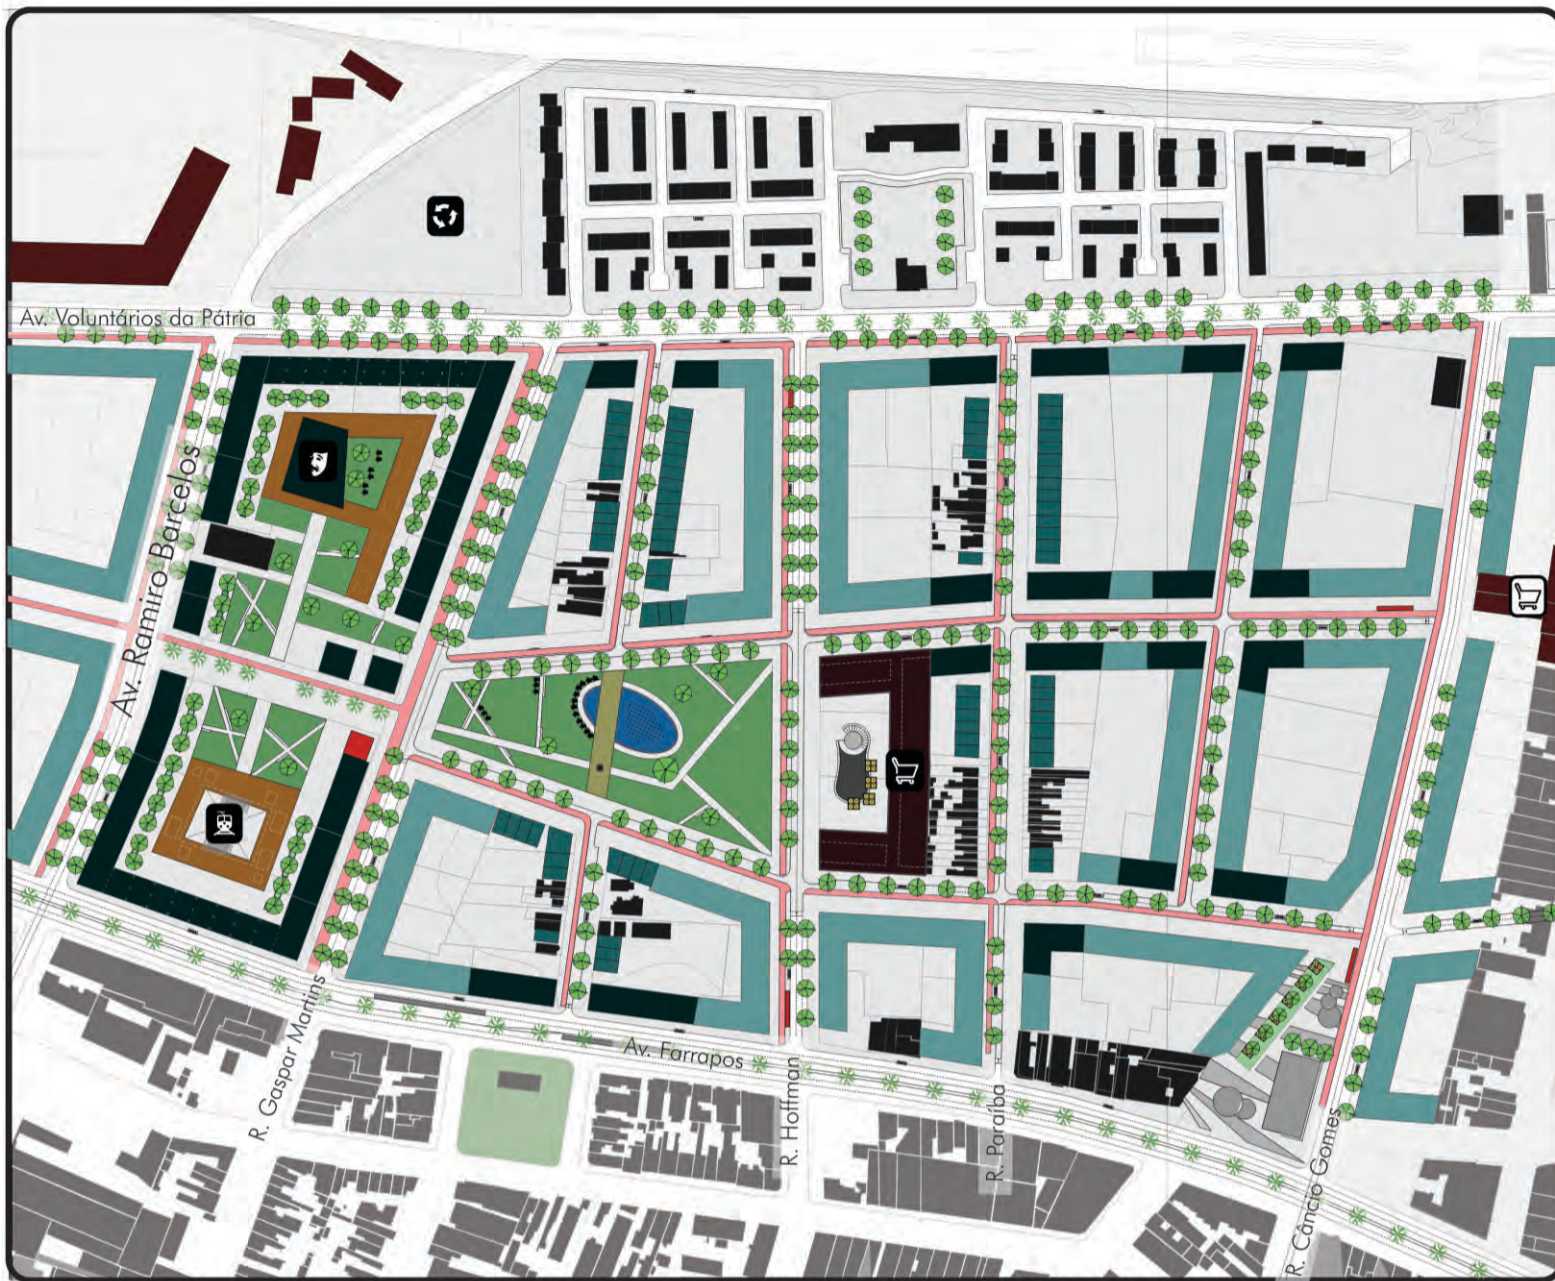 Av. Voluntários da Pátria
Av. Ramiro Barcelos
R. Gaspar Martins
Av. Farrapos
R. Hoffman
R. Paraíba
R. Câncio Gomes